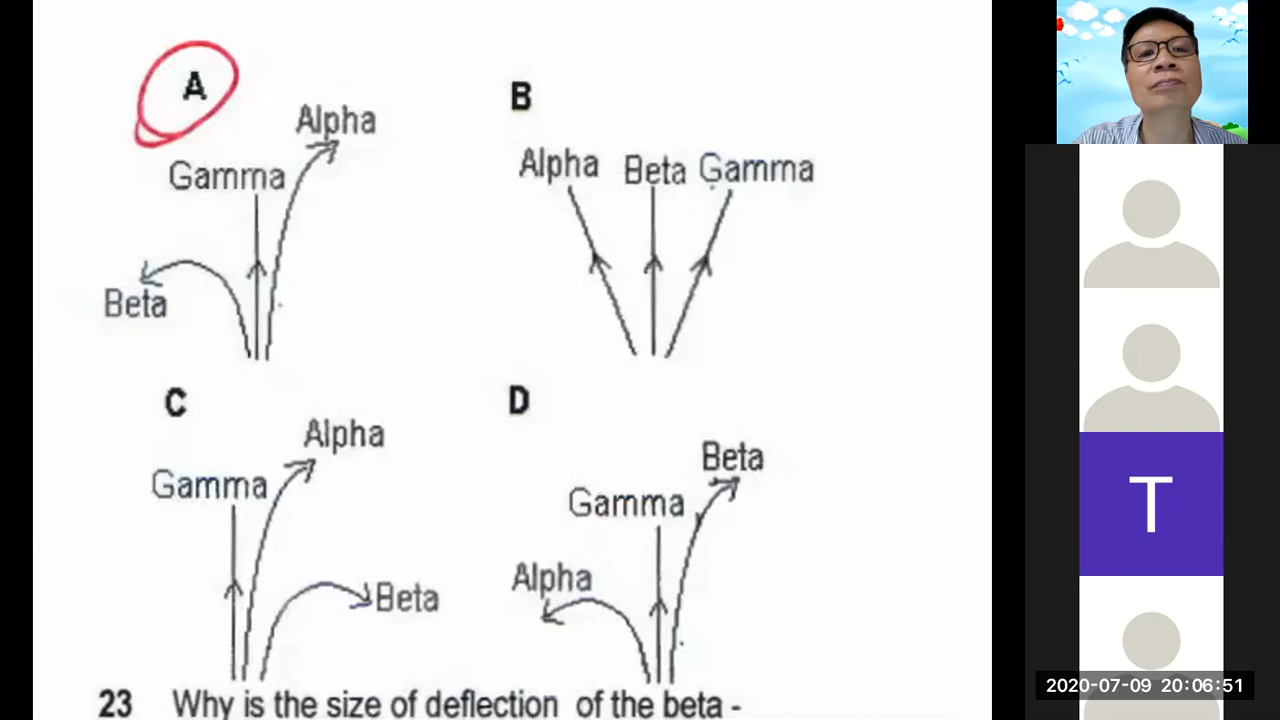 A
Alpha
Gamma
Beta
B
Alpha Beta Gamma
C
Alpha
Gamma
Beta
D
Beta
Gamma
Alpha
23 Why is the size of deflection of the beta -
T
2020-07-09 20:06:51